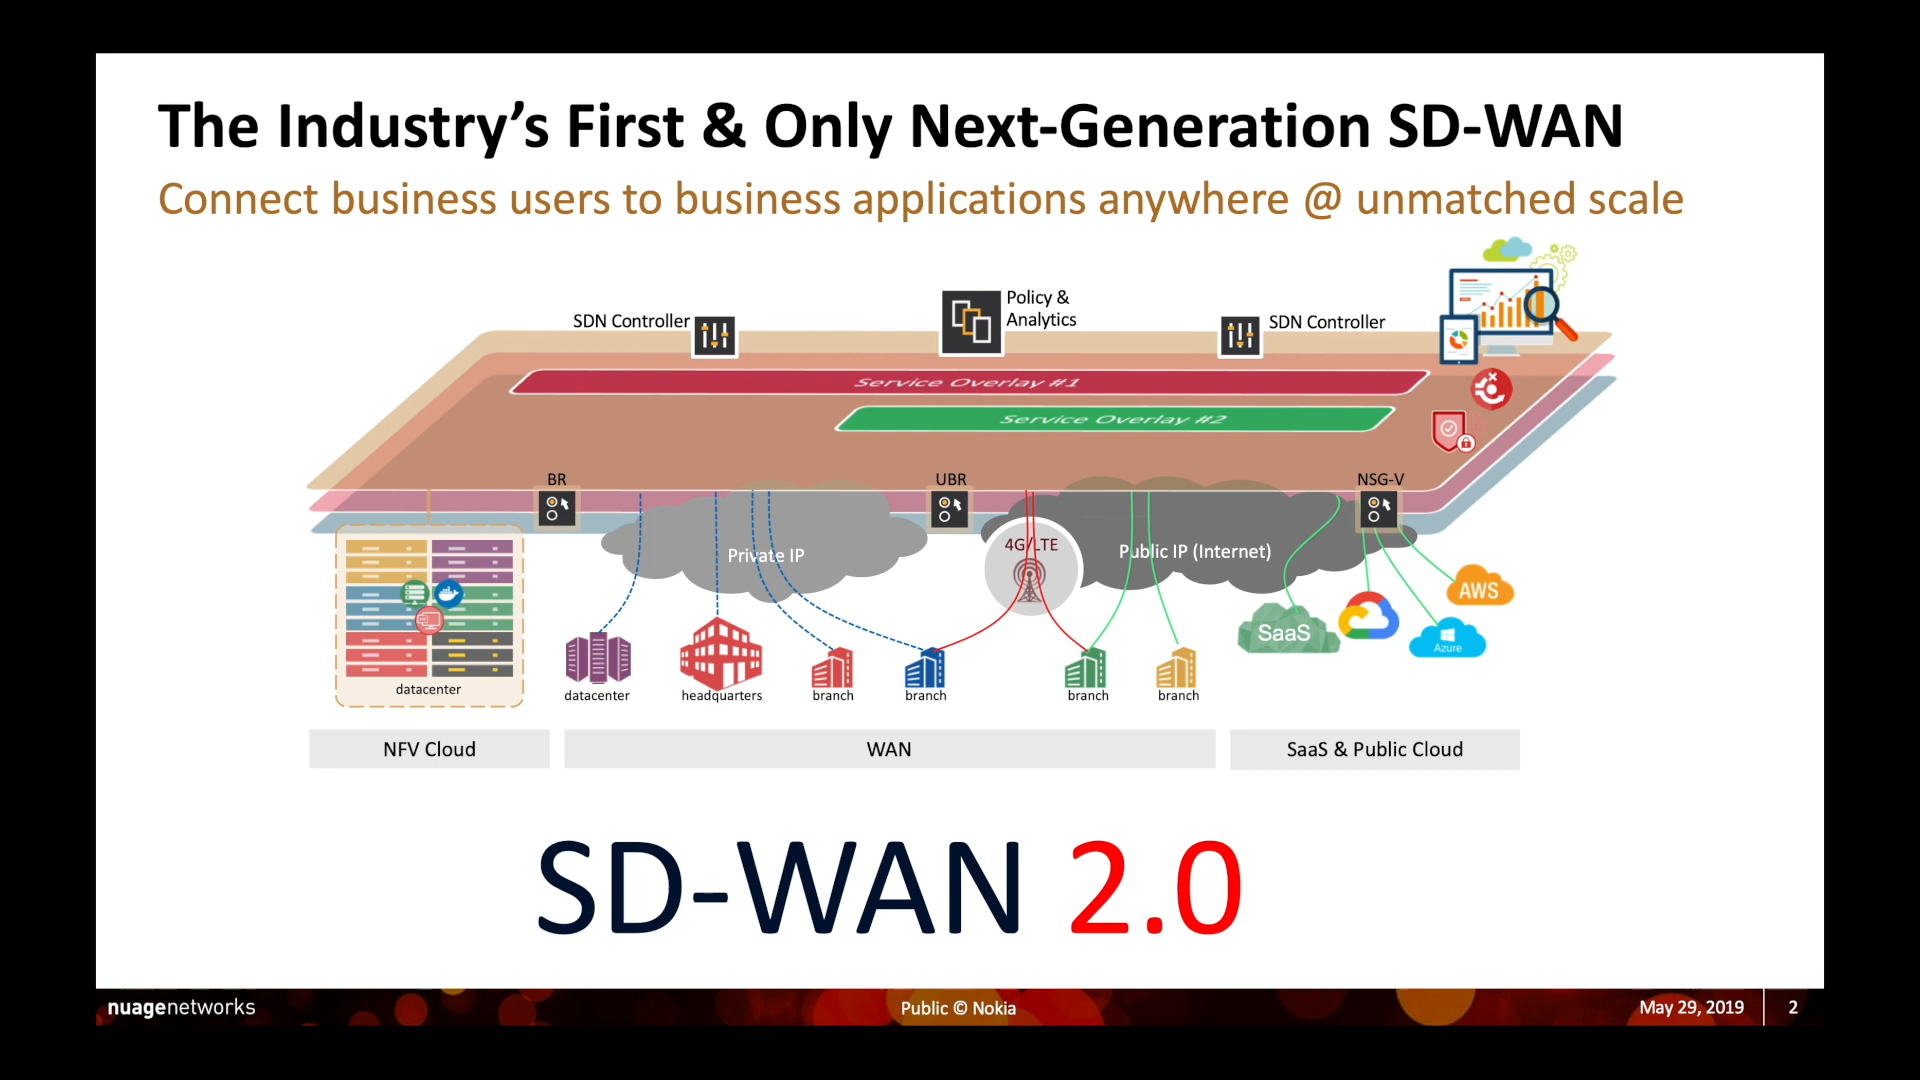 The Industry’s First & Only Next-Generation SD-WAN
Connect business users to business applications anywhere @ unmatched scale
SDN Controller
Policy &
Analytics
SDN Controller
Service Overlay #1
Service Overlay #2
BR
UBR
NSG-V
Private IP
4G/LTE
Public IP (Internet)
AWS
SaaS
Azure
datacenter
datacenter
headquarters
branch
branch
branch
branch
NFV Cloud
WAN
SaaS & Public Cloud
SD-WAN 2.0
nuagenetworks
Public © Nokia
May 29, 2019
2